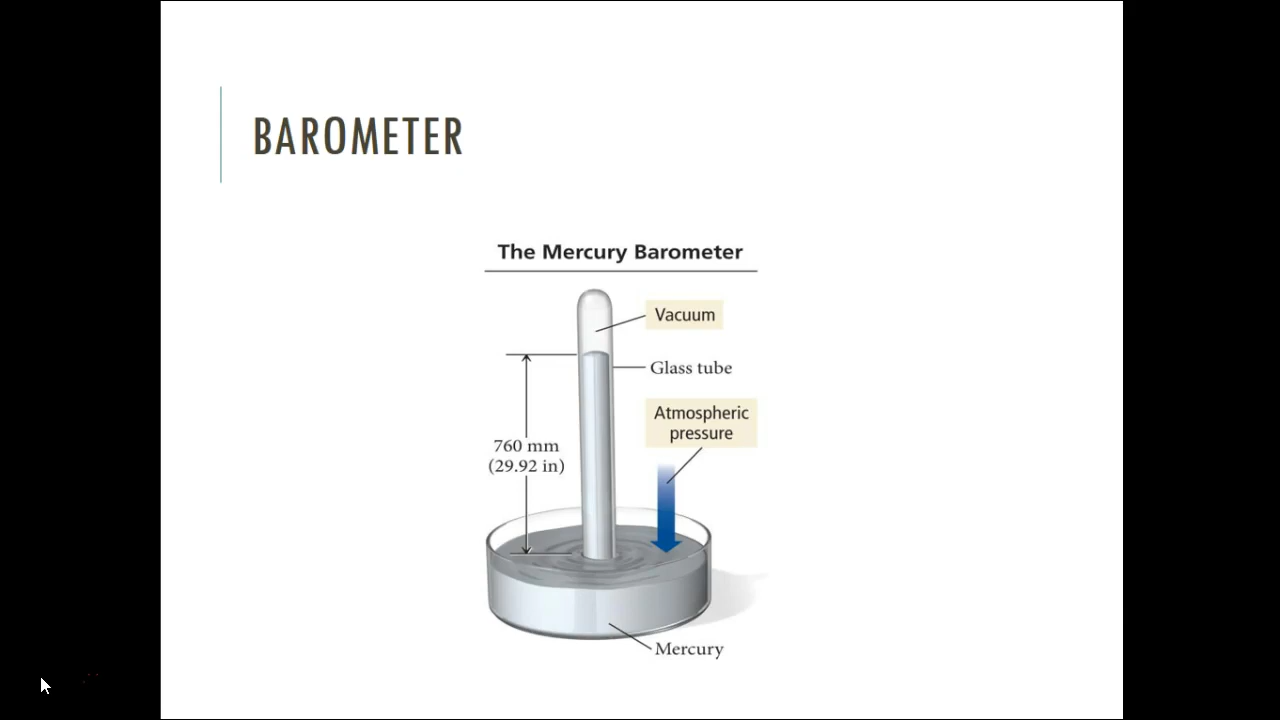 BAROMETER
The Mercury Barometer
Vacuum
Glass tube
Atmospheric
pressure
760 mm
(29.92 in)
Mercury